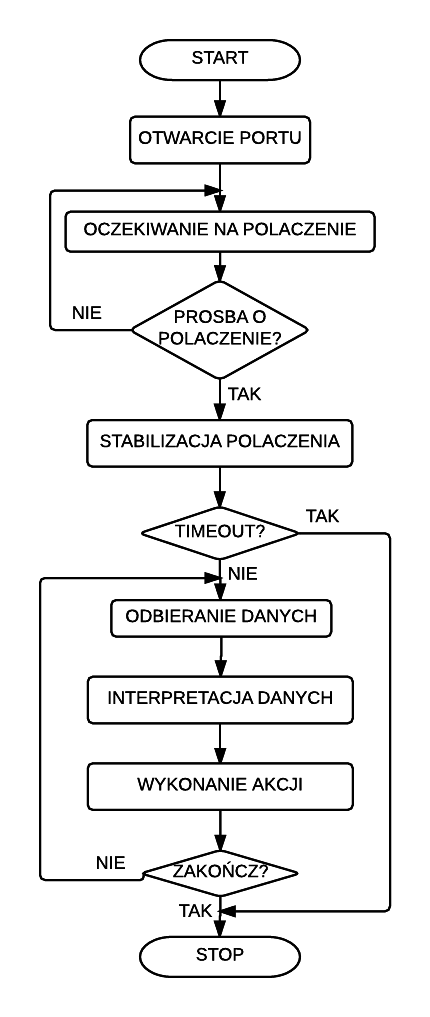 START
OTWARCIE PORTU
OCZEKIWANIE NA POLACZENIE
PROSBA O
POLACZENIE?
NIE
TAK
STABILIZACJA POLACZENIA
TIMEOUT?
TAK
NIE
ODBIERANIE DANYCH
INTERPRETACJA DANYCH
WYKONANIE AKCJI
ZAKOŃCZ?
NIE
TAK
STOP